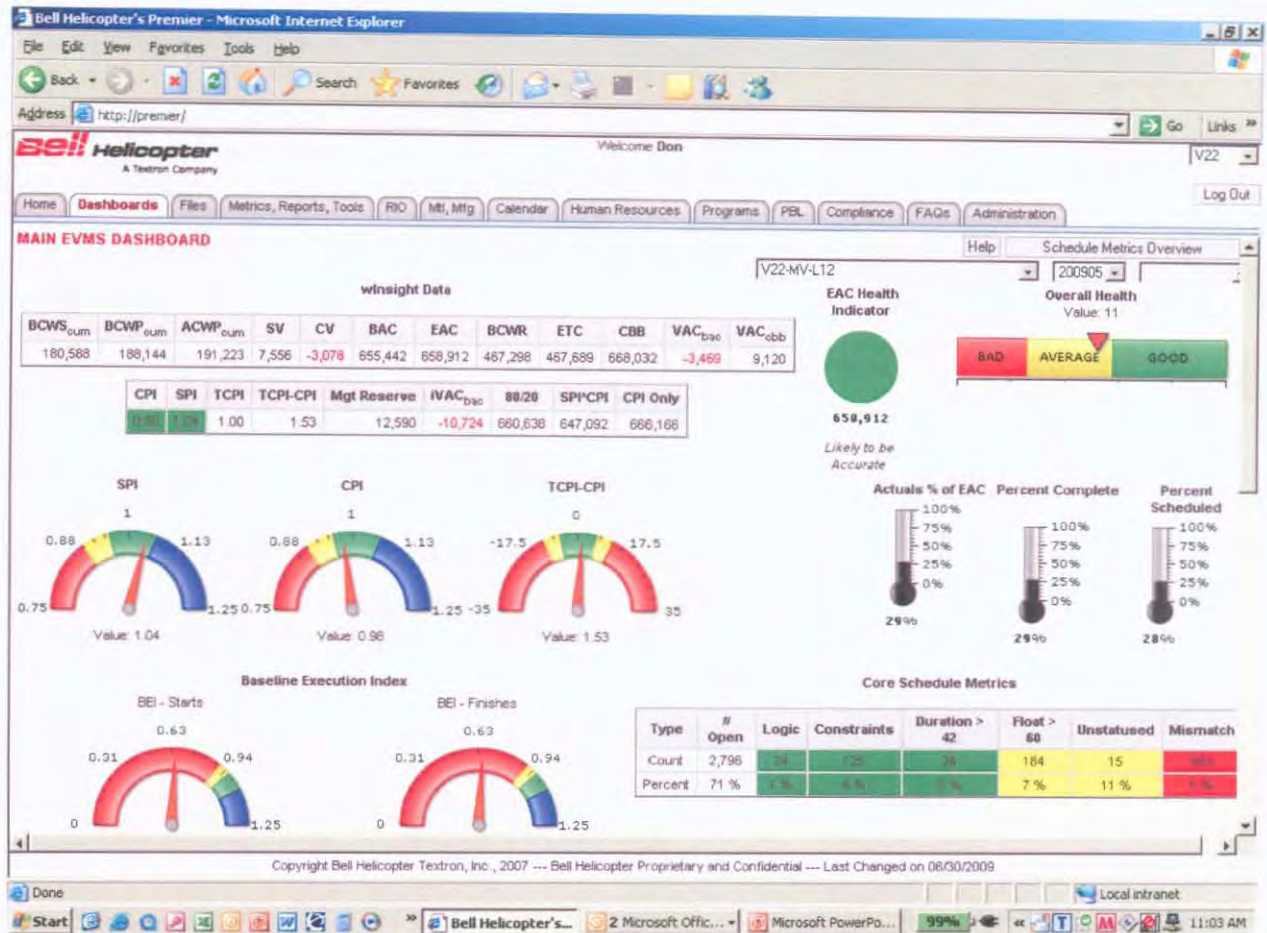 Bell Helicopter's Premier - Microsoft Internet Explorer
File Edit View Favorites Tools Help
Back Search Favorites
Address http://premier/ Go Links »
Bell Helicopter
A Textron Company
Welcome Don
V22
Log Out
Home Dashboards Files Metrics, Reports, Tools RIO Mtl, Mfg Calendar Human Resources Programs PBL Compliance FAQs Administration
MAIN EVMS DASHBOARD
Help Schedule Metrics Overview
V22-MV-L12 200905
wInsight Data
BCWScum BCWPcum ACWPcum SV CV BAC EAC BCWR ETC CBB VACbac VACcbb
180,588 188,144 191,223 7,556 -3,078 655,442 658,912 467,298 467,689 668,032 -3,469 9,120
CPI SPI TCPI TCPI-CPI Mgt Reserve iVACbac 80/20 SPI*CPI CPI Only
1.00 1.53 12,590 -10,724 660,638 647,092 666,166
EAC Health Indicator
658,912
Likely to be Accurate
Overall Health
Value: 11
BAD AVERAGE GOOD
SPI
0.75 0.88 1 1.13 1.25
Value: 1.04
CPI
0.75 0.88 1 1.13 1.25
Value: 0.98
TCPI-CPI
-35 -17.5 0 17.5 35
Value: 1.53
Actuals % of EAC
100%
75%
50%
25%
0%
29%
Percent Complete
100%
75%
50%
25%
0%
29%
Percent Scheduled
100%
75%
50%
25%
0%
28%
Baseline Execution Index
BEI - Starts
0 0.31 0.63 0.94 1.25
BEI - Finishes
0 0.31 0.63 0.94 1.25
Core Schedule Metrics
Type # Open Logic Constraints Duration > 42 Float > 60 Unstatused Mismatch
Count 2,796 184 15
Percent 71 % 7 % 11 %
Copyright Bell Helicopter Textron, Inc., 2007 --- Bell Helicopter Proprietary and Confidential --- Last Changed on 06/30/2009
Done Local intranet
Start » Bell Helicopter's... 2 Microsoft Offic... Microsoft PowerPo... 99% « 11:03 AM